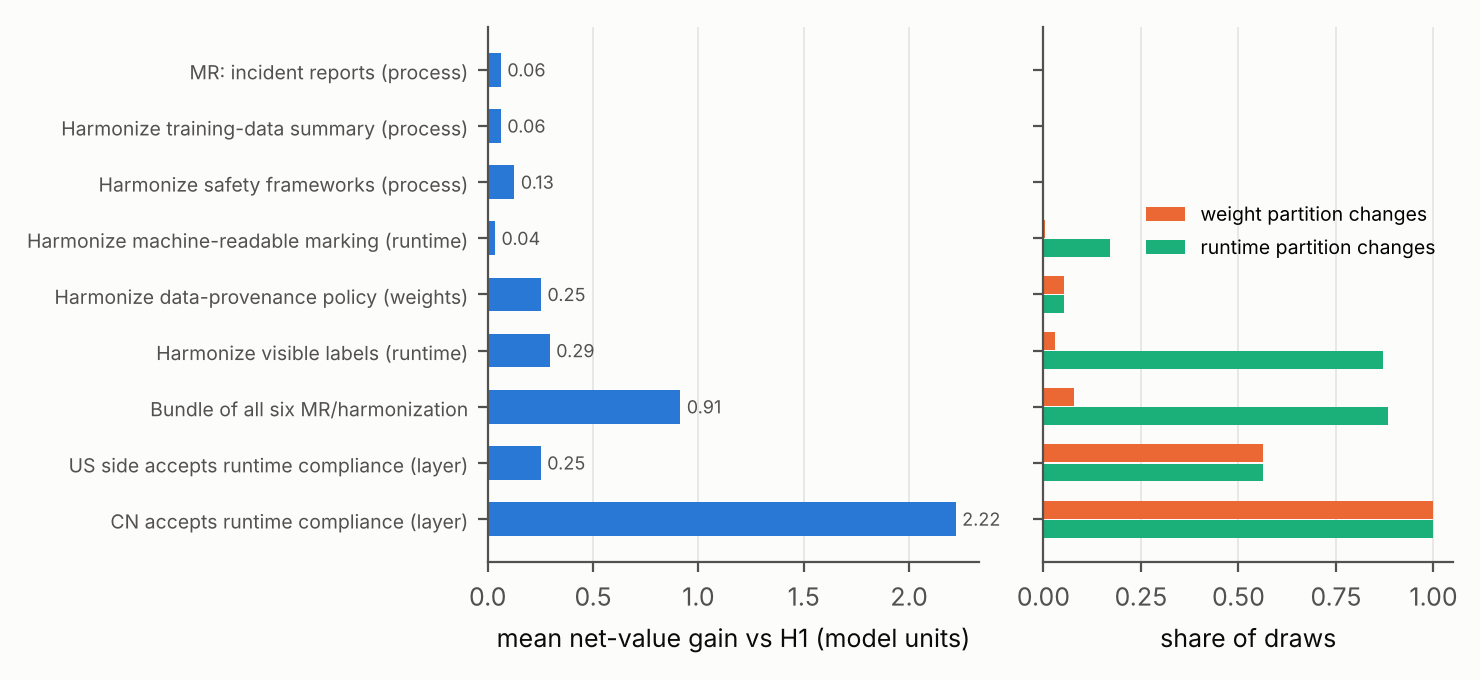 MR: incident reports (process)
0.06
Harmonize training-data summary (process)
0.06
Harmonize safety frameworks (process)
0.13
Harmonize machine-readable marking (runtime)
0.04
Harmonize data-provenance policy (weights)
0.25
Harmonize visible labels (runtime)
0.29
Bundle of all six MR/harmonization
0.91
US side accepts runtime compliance (layer)
0.25
CN accepts runtime compliance (layer)
2.22
0.0 0.5 1.0 1.5 2.0
mean net-value gain vs H1 (model units)
weight partition changes
runtime partition changes
0.00 0.25 0.50 0.75 1.00
share of draws